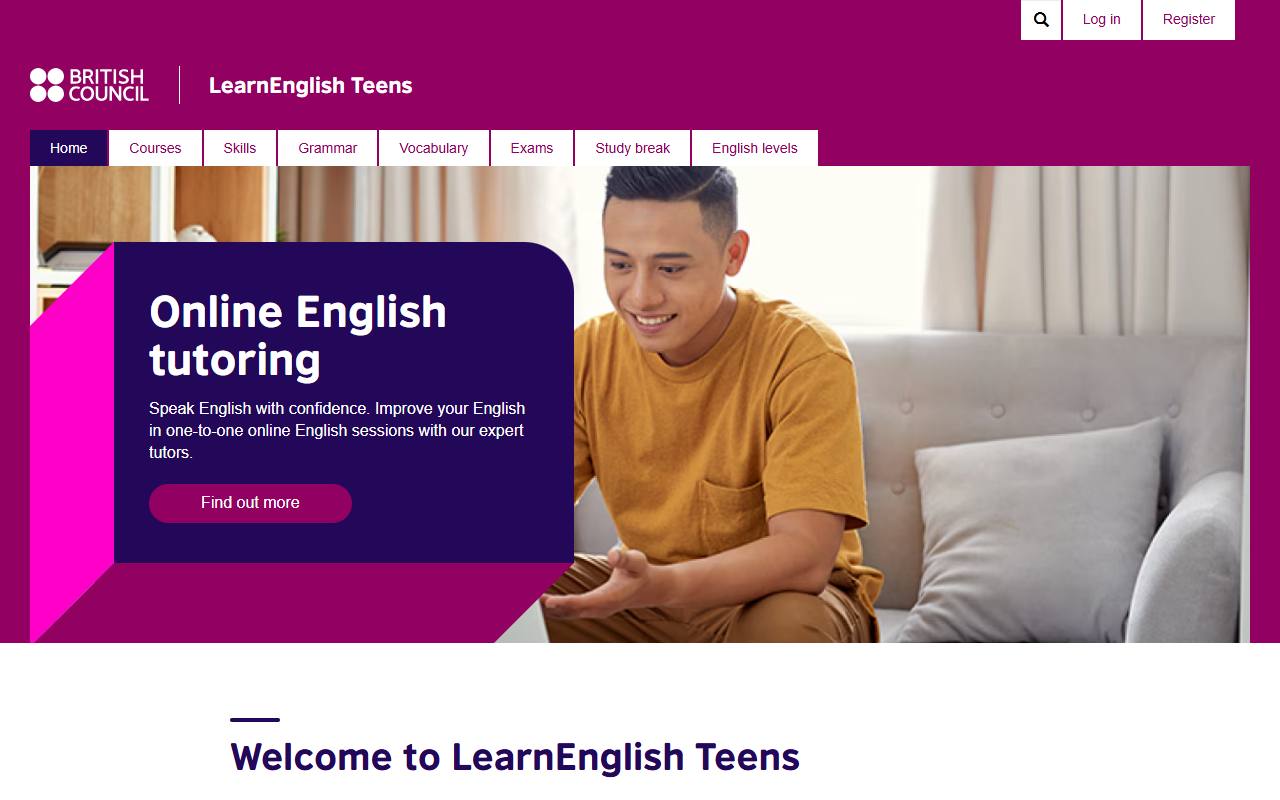 Log in
Register
BRITISH
COUNCIL
LearnEnglish Teens
Home
Courses
Skills
Grammar
Vocabulary
Exams
Study break
English levels
Online English
tutoring
Speak English with confidence. Improve your English
in one-to-one online English sessions with our expert
tutors.
Find out more
Welcome to LearnEnglish Teens